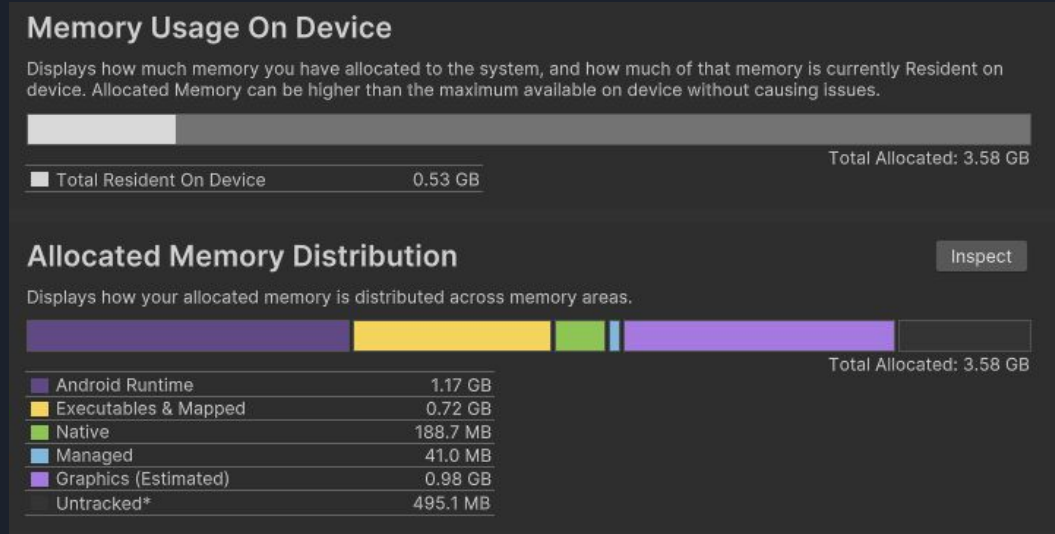 Memory Usage On Device
Displays how much memory you have allocated to the system, and how much of that memory is currently Resident on
device. Allocated Memory can be higher than the maximum available on device without causing issues.
Total Allocated: 3.58 GB
Total Resident On Device 0.53 GB
Allocated Memory Distribution
Inspect
Displays how your allocated memory is distributed across memory areas.
Total Allocated: 3.58 GB
Android Runtime 1.17 GB
Executables & Mapped 0.72 GB
Native 188.7 MB
Managed 41.0 MB
Graphics (Estimated) 0.98 GB
Untracked* 495.1 MB